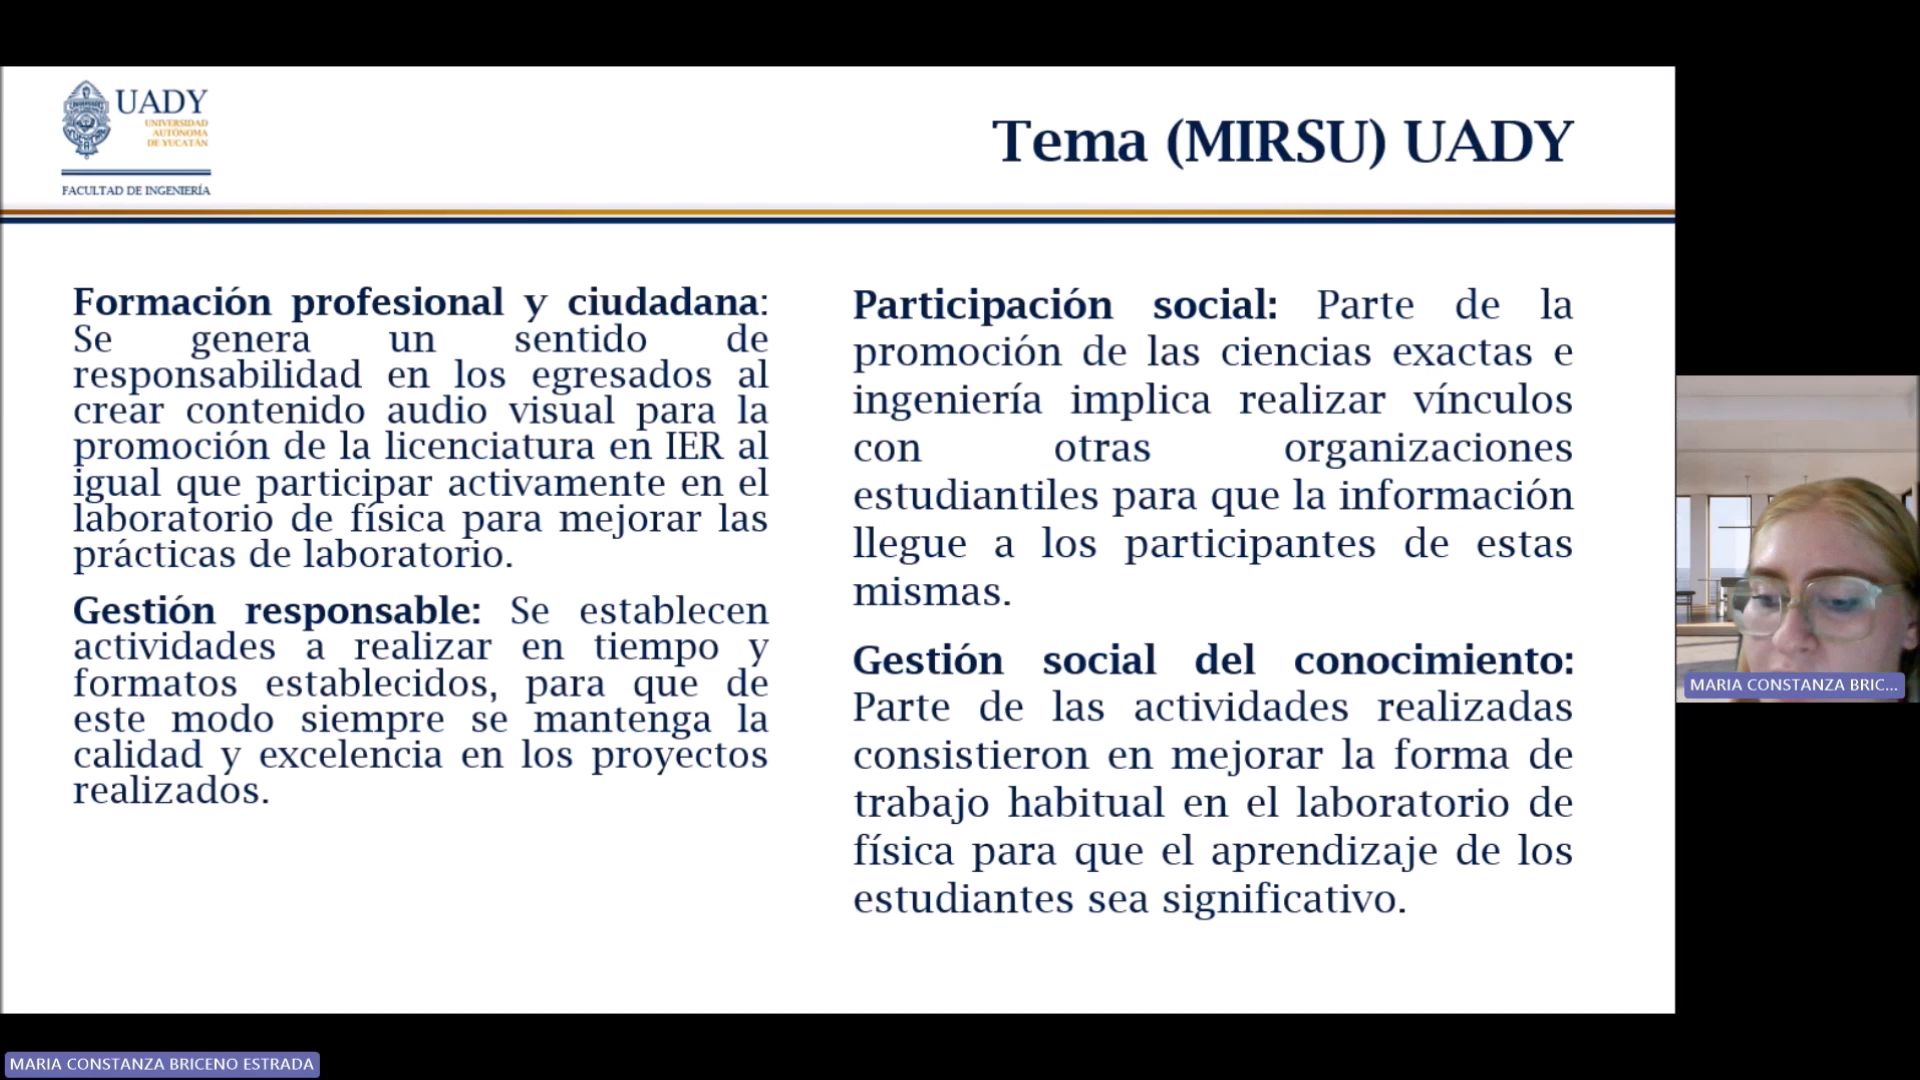 UADY
UNIVERSIDAD
AUTÓNOMA
DE YUCATÁN
FACULTAD DE INGENIERÍA
Tema (MIRSU) UADY
Formación profesional y ciudadana:
Se genera un sentido de
responsabilidad en los egresados al
crear contenido audio visual para la
promoción de la licenciatura en IER al
igual que participar activamente en el
laboratorio de física para mejorar las
prácticas de laboratorio.
Gestión responsable: Se establecen
actividades a realizar en tiempo y
formatos establecidos, para que de
este modo siempre se mantenga la
calidad y excelencia en los proyectos
realizados.
Participación social: Parte de la
promoción de las ciencias exactas e
ingeniería implica realizar vínculos
con otras organizaciones
estudiantiles para que la información
llegue a los participantes de estas
mismas.
Gestión social del conocimiento:
Parte de las actividades realizadas
consistieron en mejorar la forma de
trabajo habitual en el laboratorio de
física para que el aprendizaje de los
estudiantes sea significativo.
MARIA CONSTANZA BRIC...
MARIA CONSTANZA BRICENO ESTRADA